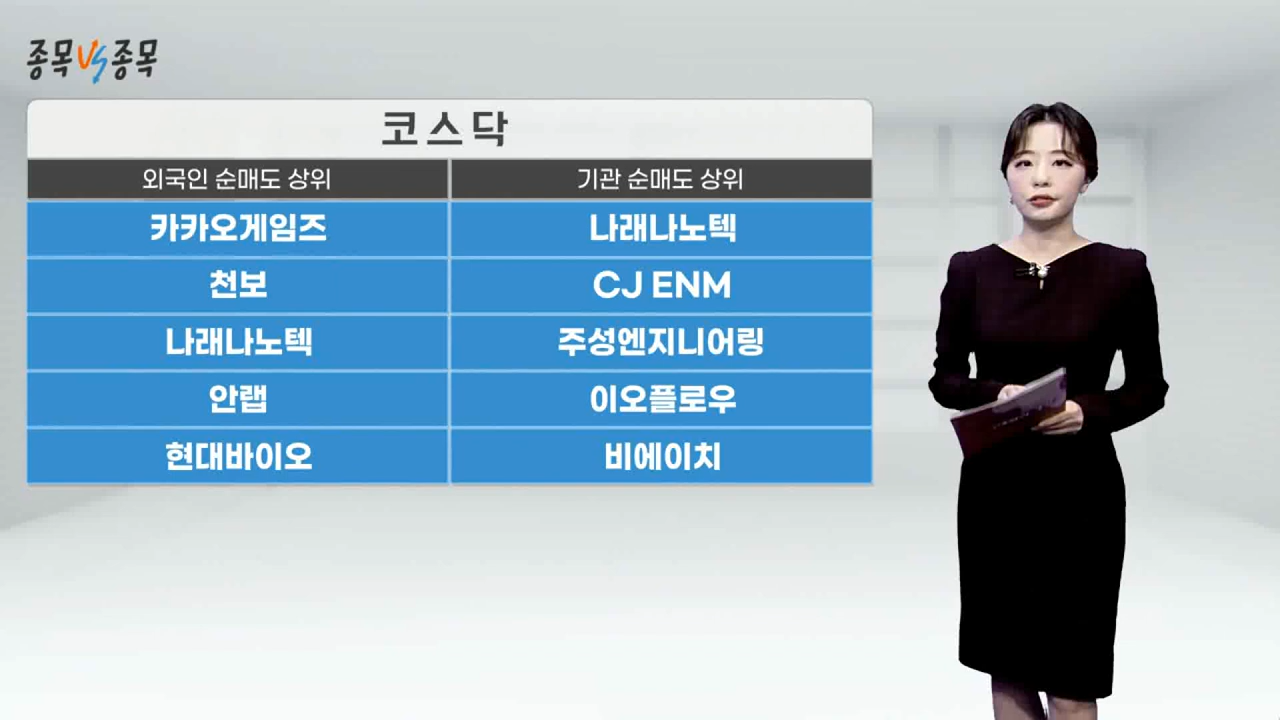 종목 VS 종목
코스닥
외국인 순매도 상위 기관 순매도 상위
카카오게임즈 나래나노텍
천보 CJ ENM
나래나노텍 주성엔지니어링
안랩 이오플로우
현대바이오 비에이치